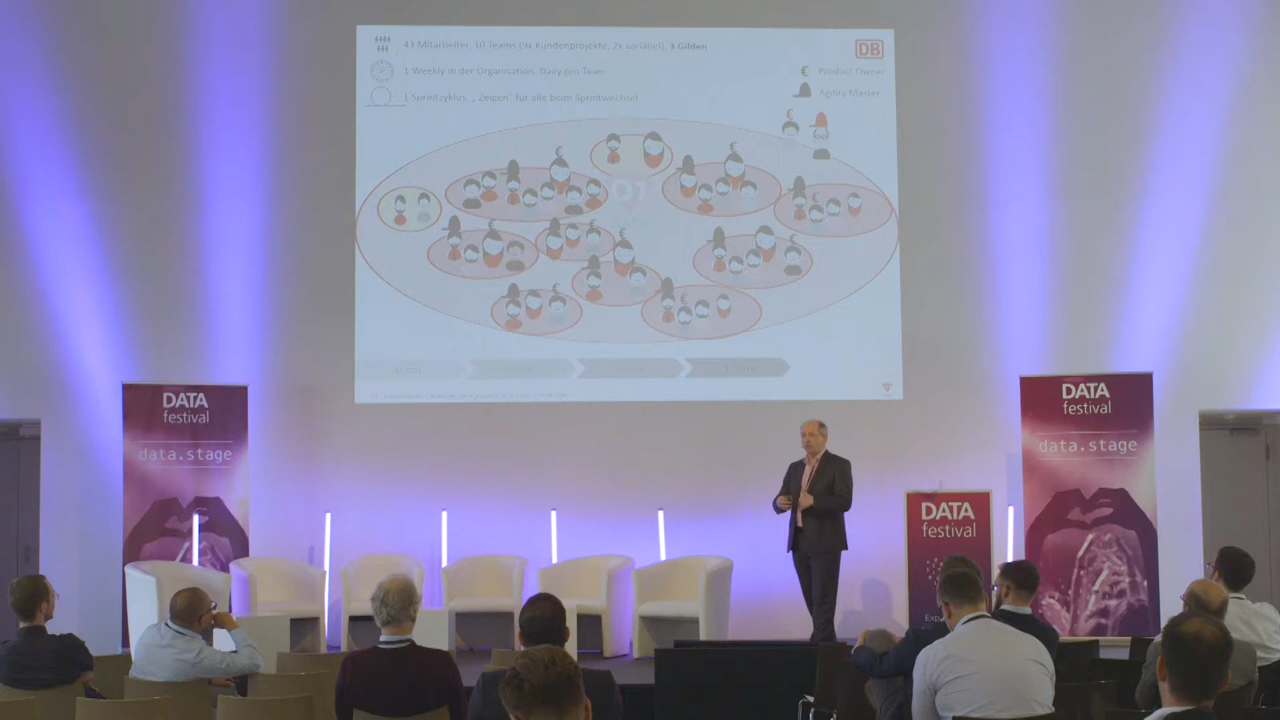 43 Mitarbeiter, 10 Teams (9x Kundenprojekte, 2x variabel), 3 Gilden
DB
1 Weekly in der Organisation, Daily pro Team
€ Product Owner
1 Sprintzyklus, „Zeigen" für alle beim Sprintwechsel
Agility Master
DATA
festival
data.stage
DATA
festival
data.stage
DATA
festival